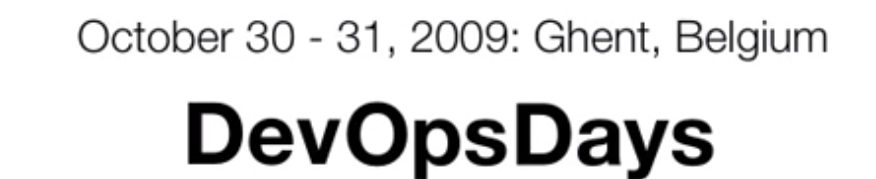 October 30 - 31, 2009: Ghent, Belgium
DevOpsDays